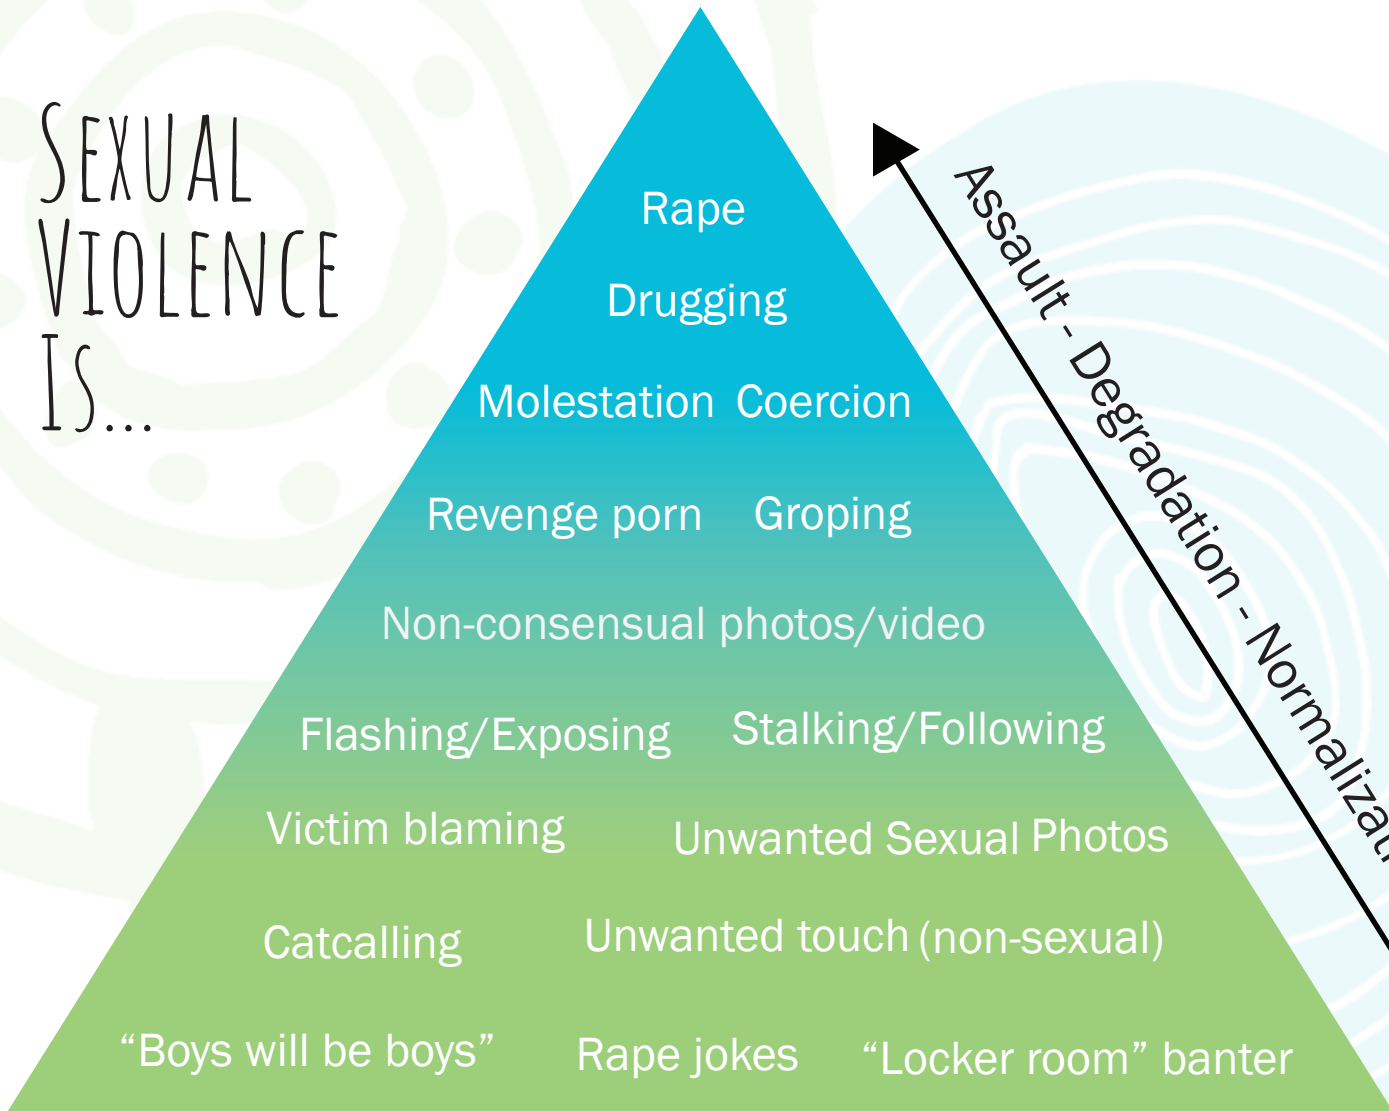 SEXUAL
VIOLENCE
IS...
Rape
Drugging
Molestation Coercion
Revenge porn Groping
Non-consensual photos/video
Flashing/Exposing Stalking/Following
Victim blaming Unwanted Sexual Photos
Catcalling Unwanted touch (non-sexual)
“Boys will be boys” Rape jokes “Locker room” banter
Assault - Degradation -